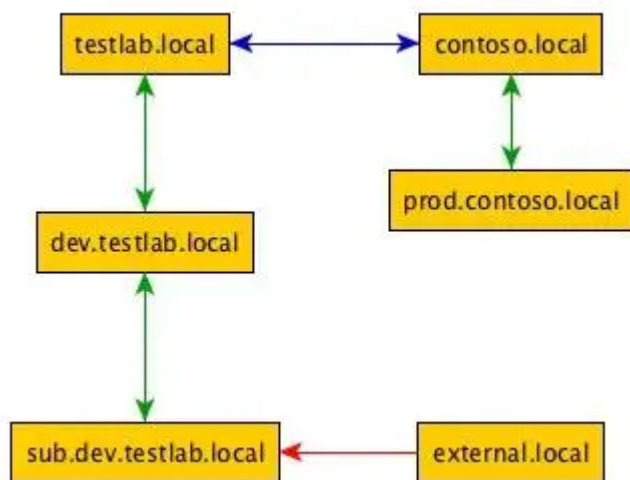 testlab.local
contoso.local
prod.contoso.local
dev.testlab.local
sub.dev.testlab.local
external.local